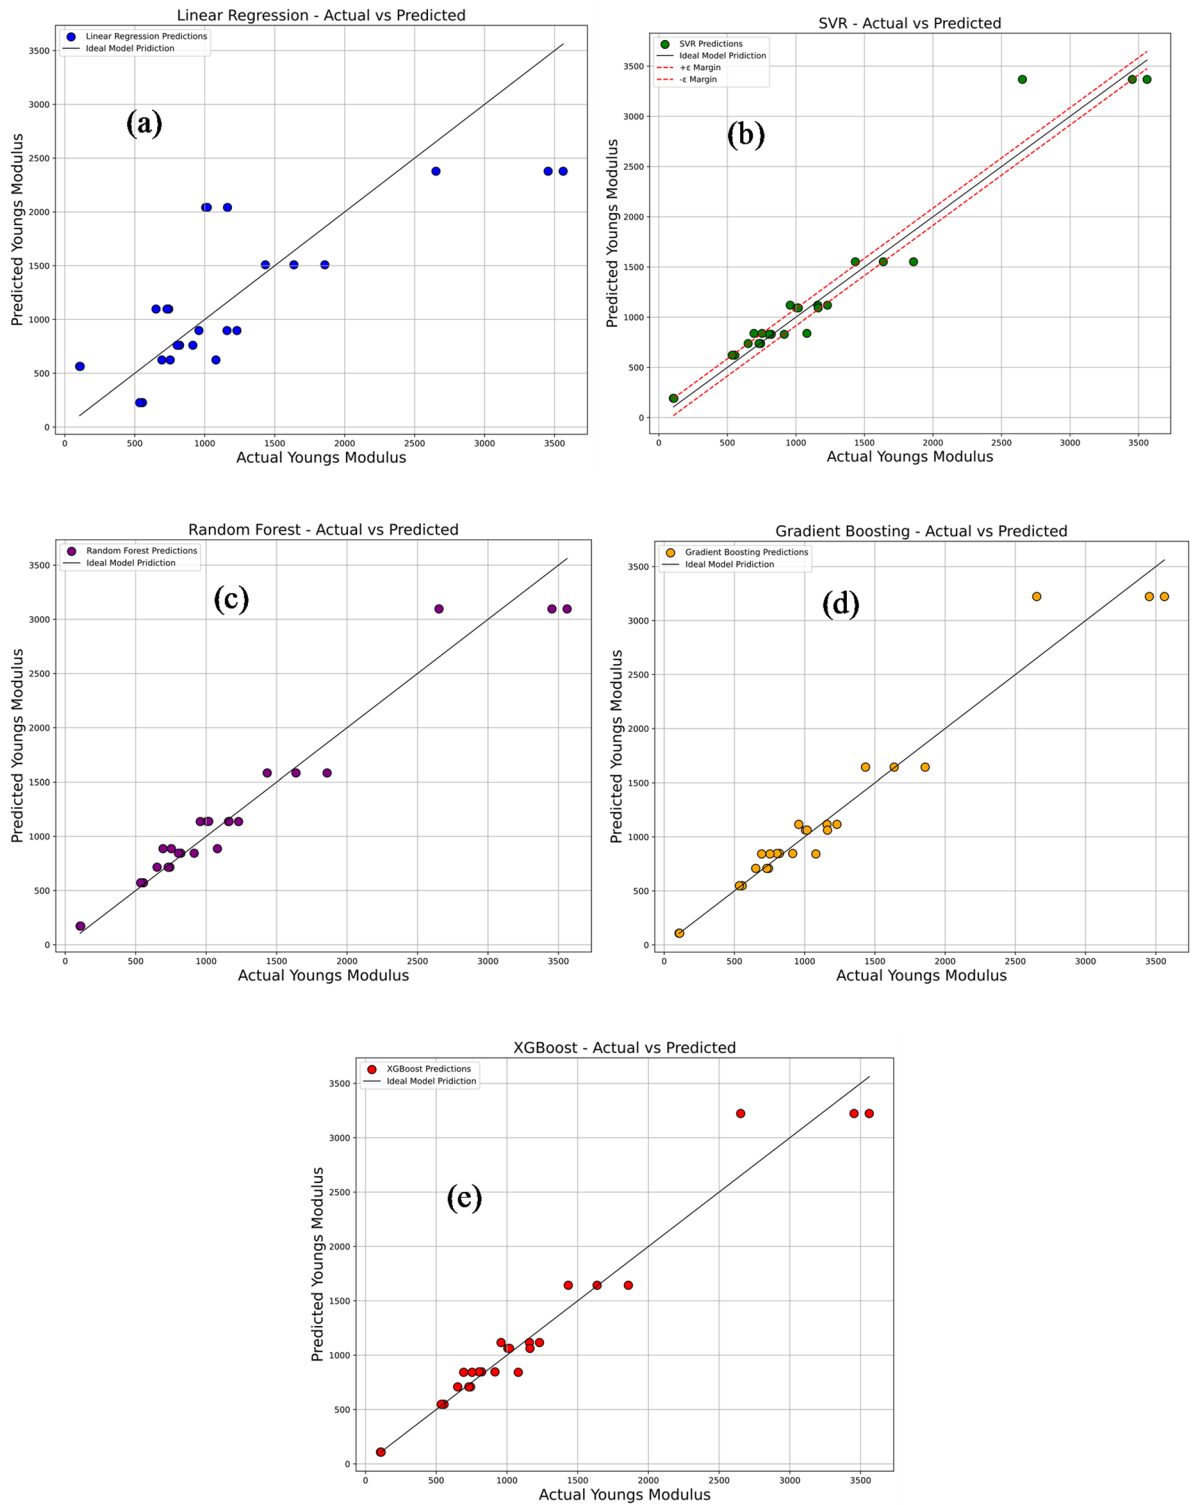 Linear Regression - Actual vs Predicted
Linear Regression Predictions
Ideal Model Pridiction
(a)
Predicted Youngs Modulus
3500
3000
2500
2000
1500
1000
500
0
0 500 1000 1500 2000 2500 3000 3500
Actual Youngs Modulus
SVR - Actual vs Predicted
SVR Predictions
Ideal Model Pridiction
+ε Margin
-ε Margin
(b)
Predicted Youngs Modulus
3500
3000
2500
2000
1500
1000
500
0
0 500 1000 1500 2000 2500 3000 3500
Actual Youngs Modulus
Random Forest - Actual vs Predicted
Random Forest Predictions
Ideal Model Pridiction
(c)
Predicted Youngs Modulus
3500
3000
2500
2000
1500
1000
500
0
0 500 1000 1500 2000 2500 3000 3500
Actual Youngs Modulus
Gradient Boosting - Actual vs Predicted
Gradient Boosting Predictions
Ideal Model Pridiction
(d)
Predicted Youngs Modulus
3500
3000
2500
2000
1500
1000
500
0
0 500 1000 1500 2000 2500 3000 3500
Actual Youngs Modulus
XGBoost - Actual vs Predicted
XGBoost Predictions
Ideal Model Pridiction
(e)
Predicted Youngs Modulus
3500
3000
2500
2000
1500
1000
500
0
0 500 1000 1500 2000 2500 3000 3500
Actual Youngs Modulus